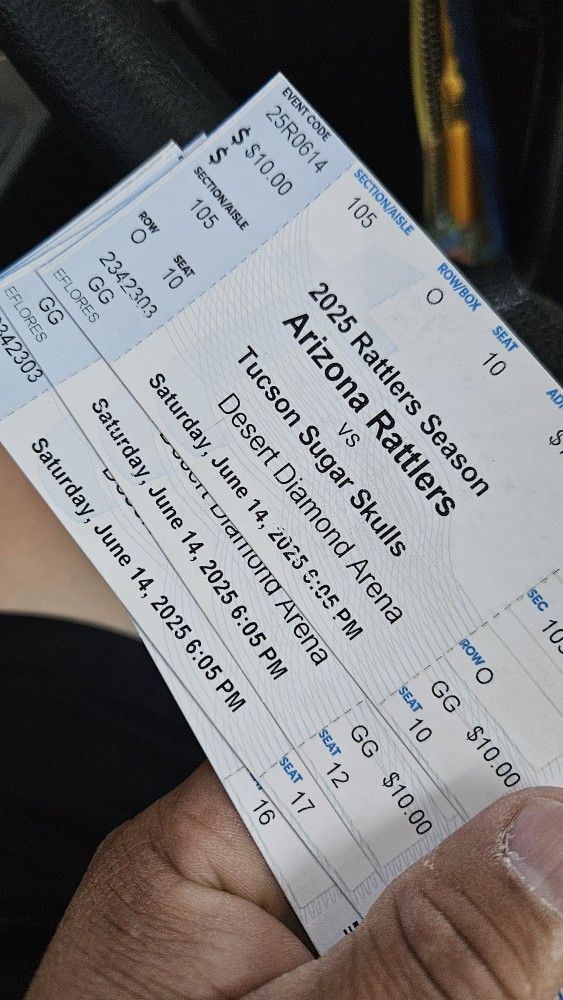 EVENT CODE
25R0614
$ $10.00
$
SECTION/AISLE
105
ROW
O
SEAT
10
2342303
GG
EFLORES
GG
EFLORES
2342303
SECTION/AISLE
105
ROW/BOX
O
SEAT
10
2025 Rattlers Season
Arizona Rattlers
vs
Tucson Sugar Skulls
Desert Diamond Arena
Saturday, June 14, 2025 6:05 PM
Desert Diamond Arena
Saturday, June 14, 2025 6:05 PM
Saturday, June 14, 2025 6:05 PM
SEC
ROW
O
SEAT
10
GG
$10.00
SEAT
12
GG
$10.00
SEAT
17
16